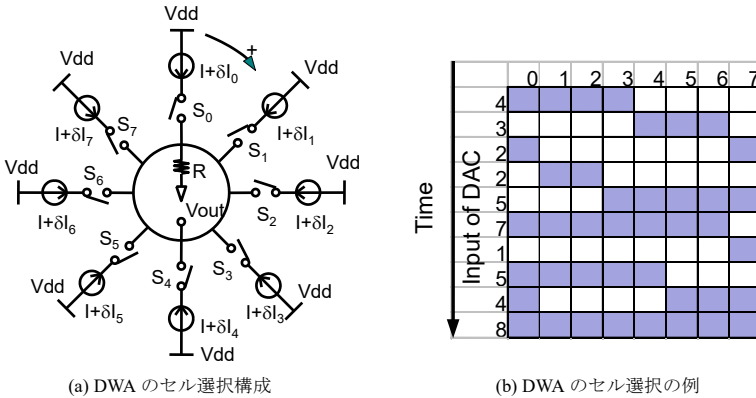 Vdd
+
Vdd
I+δI0
Vdd
S0
I+δI7
S7
I+δI1
S1
S6
R
Vdd
Vdd
Vout
S2
I+δI6
I+δI2
S5
S4
S3
Vdd
I+δI5
I+δI4
I+δI3
Vdd
Vdd
(a) DWA のセル選択構成
0 1 2 3 4 5 6 7
4
3
2
2
5
7
1
5
4
8
Time
Input of DAC
(b) DWA のセル選択の例